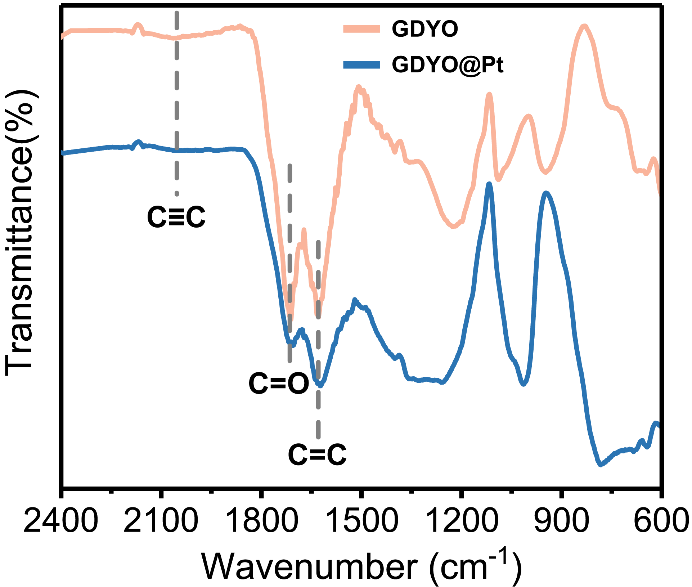 GDYO
GDYO@Pt
Transmittance(%)
C≡C
C=O
C=C
2400 2100 1800 1500 1200 900 600
Wavenumber (cm⁻¹)